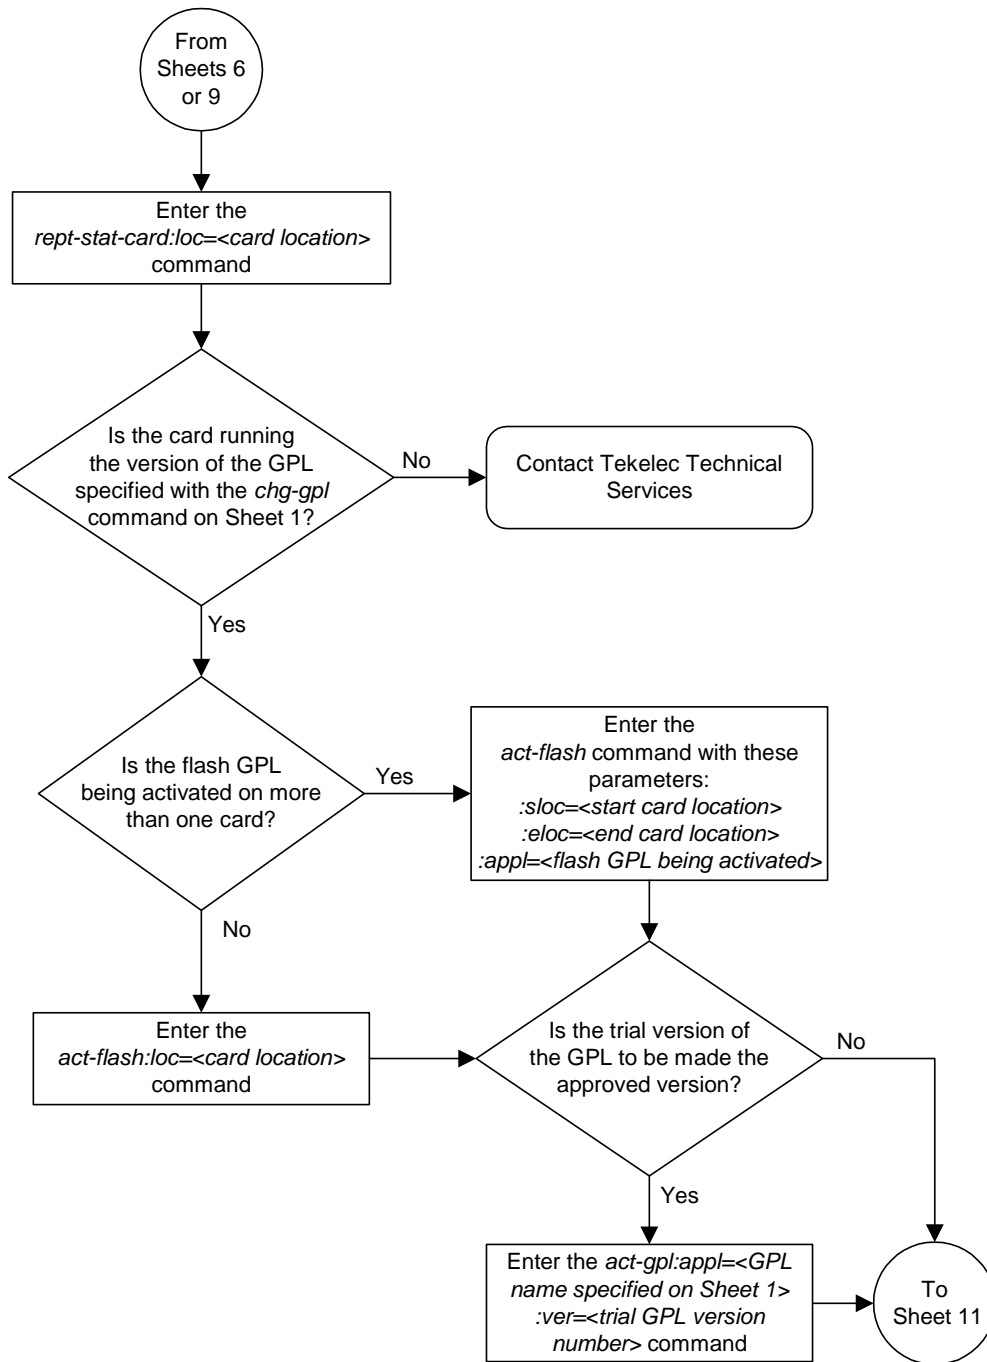 From
Sheets 6
or 9
Enter the
rept-stat-card:loc=<card location>
command
Is the card running
the version of the GPL
specified with the chg-gpl
command on Sheet 1?
No
Contact Tekelec Technical
Services
Yes
Is the flash GPL
being activated on more
than one card?
Yes
Enter the
act-flash command with these
parameters:
:sloc=<start card location>
:eloc=<end card location>
:appl=<flash GPL being activated>
No
Enter the
act-flash:loc=<card location>
command
Is the trial version of
the GPL to be made the
approved version?
No
Yes
Enter the act-gpl:appl=<GPL
name specified on Sheet 1>
:ver=<trial GPL version
number> command
To
Sheet 11